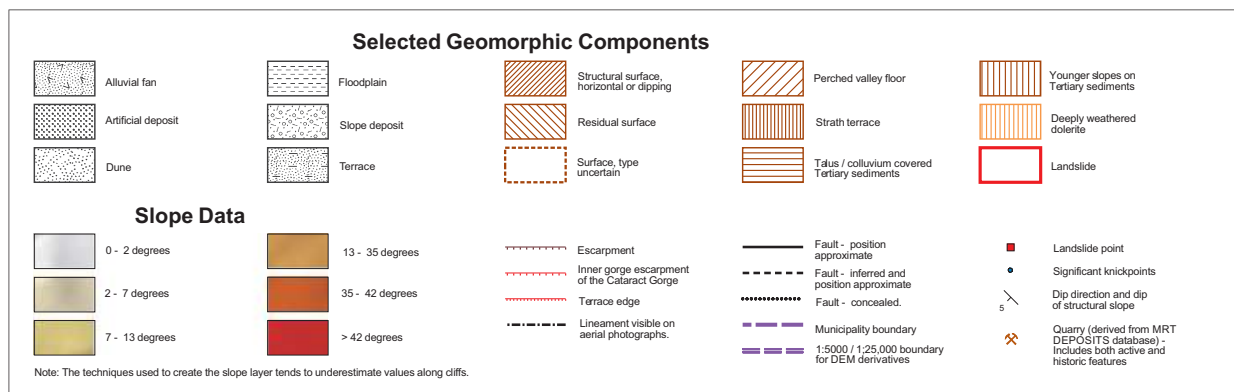 Selected Geomorphic Components
Alluvial fan
Artificial deposit
Dune
Floodplain
Slope deposit
Terrace
Structural surface,
horizontal or dipping
Residual surface
Surface, type
uncertain
Perched valley floor
Strath terrace
Talus / colluvium covered
Tertiary sediments
Younger slopes on
Tertiary sediments
Deeply weathered
dolerite
Landslide
Slope Data
0 - 2 degrees
2 - 7 degrees
7 - 13 degrees
13 - 35 degrees
35 - 42 degrees
> 42 degrees
Escarpment
Inner gorge escarpment
of the Cataract Gorge
Terrace edge
Lineament visible on
aerial photographs.
Fault - position
approximate
Fault - inferred and
position approximate
Fault - concealed.
Municipality boundary
1:5000 / 1;25,000 boundary
for DEM derivatives
Landslide point
Significant knickpoints
5
Dip direction and dip
of structural slope
Quarry (derived from MRT
DEPOSITS database) -
Includes both active and
historic features
Note: The techniques used to create the slope layer tends to underestimate values along cliffs.